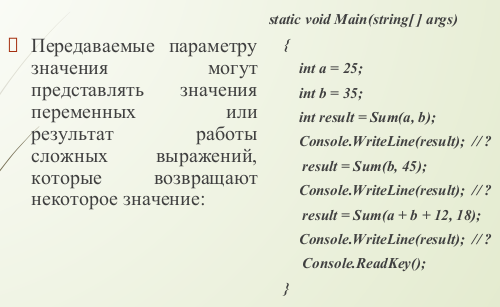 Передаваемые параметру
значения могут
представлять значения
переменных или
результат работы
сложных выражений,
которые возвращают
некоторое значение:
static void Main(string[] args)
{
int a = 25;
int b = 35;
int result = Sum(a, b);
Console.WriteLine(result); //?
result = Sum(b, 45);
Console.WriteLine(result); //?
result = Sum(a + b + 12, 18);
Console.WriteLine(result); //?
Console.ReadKey();
}